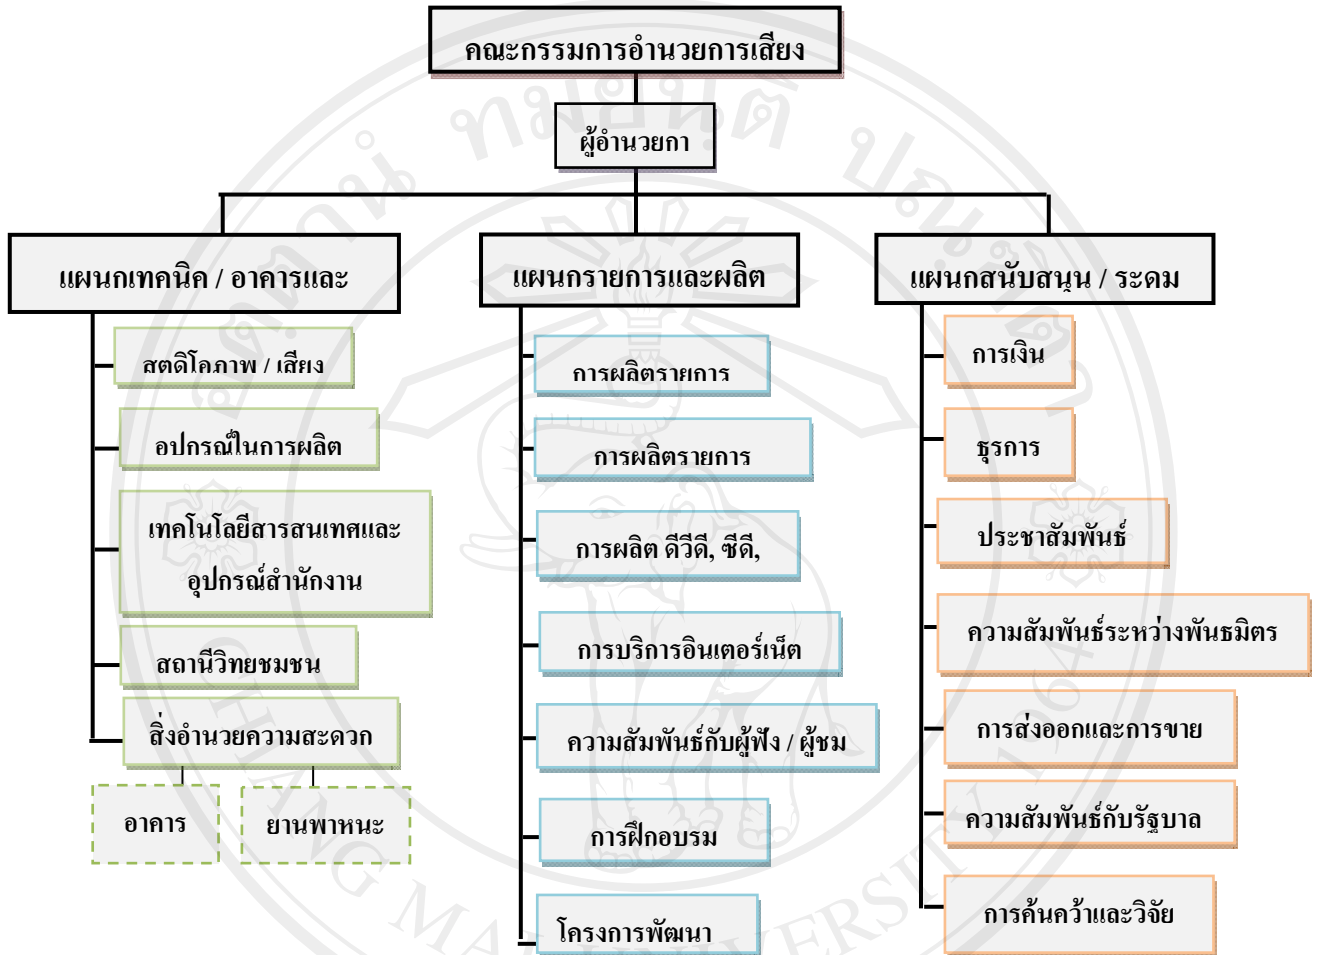 คณะกรรมการอำนวยการเสียง
ผู้อำนวยกา
แผนกเทคนิค / อาคารและ
สตดิโคภาพ / เสียง
อปกรณ์ในการผลิต
เทคโนโลยีสารสนเทศและ
อุปกรณ์สำนักงาน
สถานีวิทยชมชน
สิ่งอำนวยความสะดวก
อาคาร
ยานพาหนะ
แผนกรายการและผลิต
การผลิตรายการ
การผลิตรายการ
การผลิต ดีวีดี, ซีดี,
การบริการอินเตอร์เน็ต
ความสัมพันธ์กับผู้ฟัง / ผู้ชม
การฝึกอบรม
โครงการพัฒนา
แผนกสนับสนุน / ระดม
การเงิน
ธุรการ
ประชาสัมพันธ์
ความสัมพันธ์ระหว่างพันธมิตร
การส่งออกและการขาย
ความสัมพันธ์กับรัฐบาล
การค้นคว้าและวิจัย
CHIANG MAI UNIVERSITY 1964